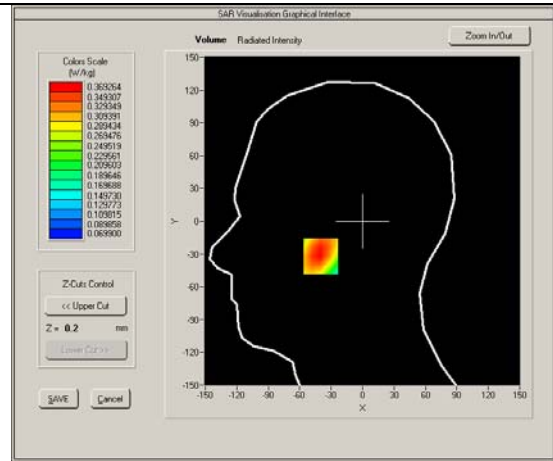 SAR Visualisation Graphical Interface
Volume Radiated Intensity
Zoom In/Out
Colors Scale
(W/kg)
0.369264
0.349307
0.329349
0.309391
0.289434
0.269476
0.249519
0.229561
0.209603
0.189646
0.169688
0.149730
0.129773
0.109815
0.089858
0.069900
Z-Cuts Control
<< Upper Cut
Z = 0.2 mm
Lower Cut >>
SAVE
Cancel
Y
150
120
90
60
30
0
-30
-60
-90
-120
-150
-150 -120 -90 -60 -30 0 30 60 90 120 150
X